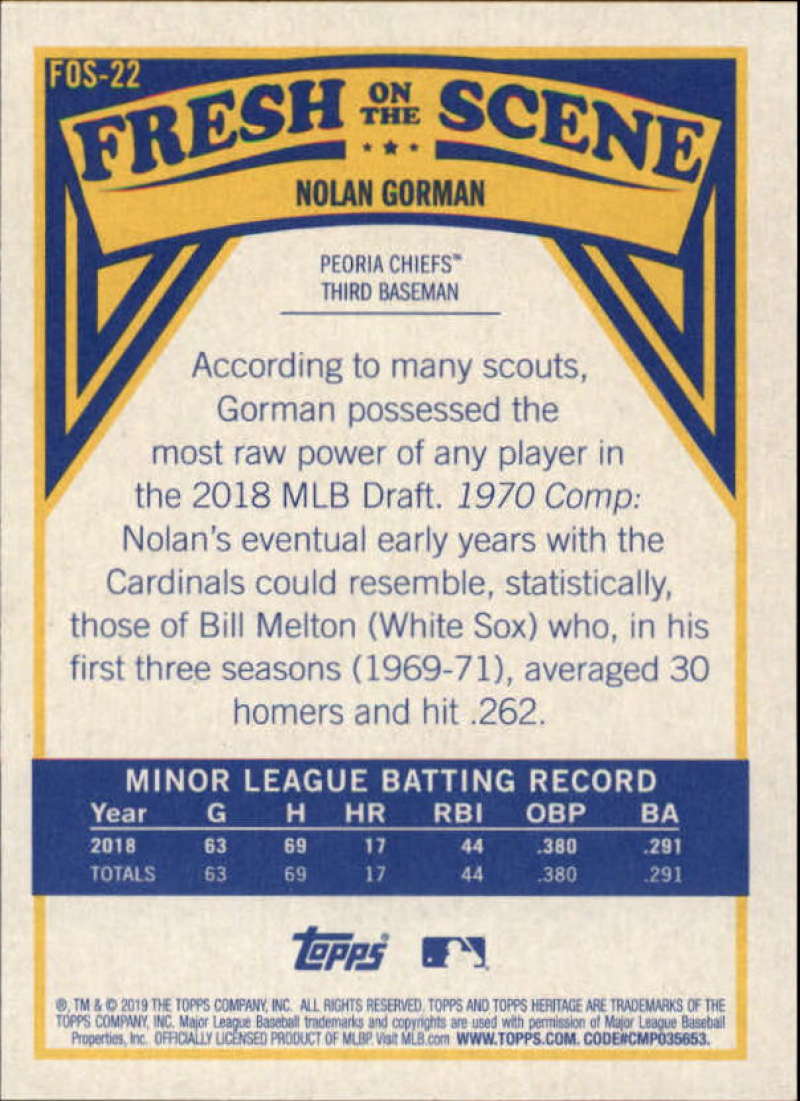 FOS-22
FRESH ON THE SCENE
NOLAN GORMAN
PEORIA CHIEFS™
THIRD BASEMAN
According to many scouts,
Gorman possessed the
most raw power of any player in
the 2018 MLB Draft. 1970 Comp:
Nolan's eventual early years with the
Cardinals could resemble, statistically,
those of Bill Melton (White Sox) who, in his
first three seasons (1969-71), averaged 30
homers and hit .262.
MINOR LEAGUE BATTING RECORD
Year G H HR RBI OBP BA
2018 63 69 17 44 .380 .291
TOTALS 63 69 17 44 .380 .291
Topps®
®, TM & © 2019 THE TOPPS COMPANY, INC. ALL RIGHTS RESERVED. TOPPS AND TOPPS HERITAGE ARE TRADEMARKS OF THE
TOPPS COMPANY, INC. Major League Baseball trademarks and copyrights are used with permission of Major League Baseball
Properties, Inc. OFFICIALLY LICENSED PRODUCT OF MLBP. Visit MLB.com WWW.TOPPS.COM. CODE#CMP035653.